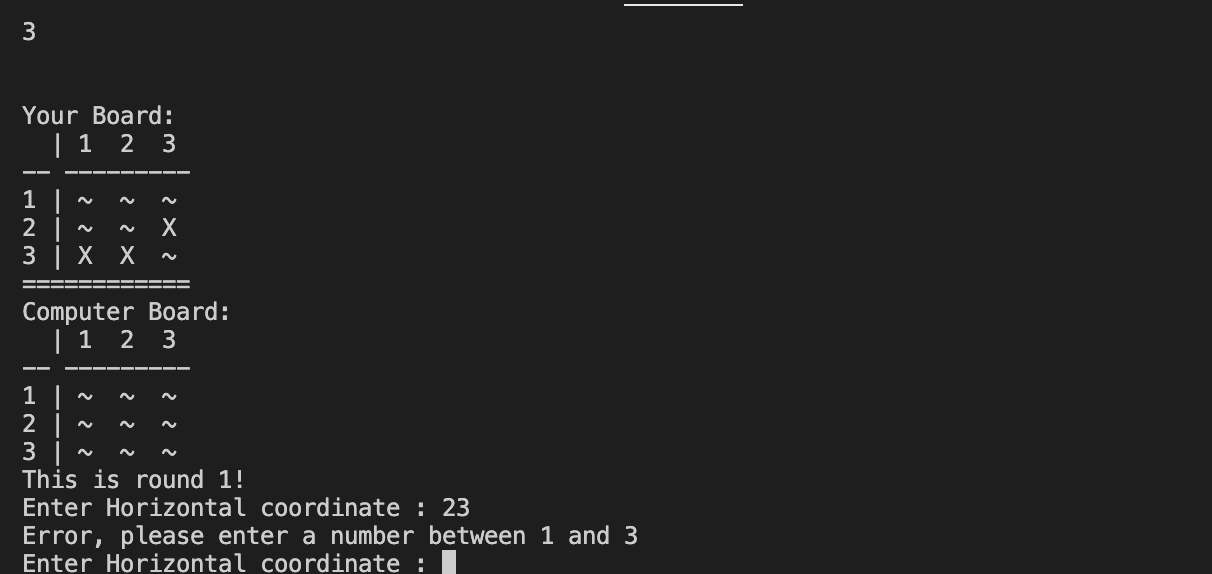 3
Your Board:
  | 1  2  3
-- ---------
1 | ~  ~  ~
2 | ~  ~  X
3 | X  X  ~
============
Computer Board:
  | 1  2  3
-- ---------
1 | ~  ~  ~
2 | ~  ~  ~
3 | ~  ~  ~
This is round 1!
Enter Horizontal coordinate : 23
Error, please enter a number between 1 and 3
Enter Horizontal coordinate :